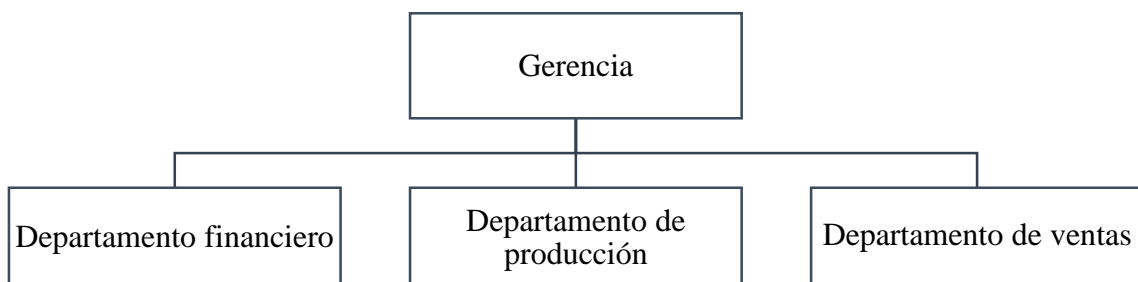 Gerencia
Departamento financiero
Departamento de
producción
Departamento de ventas